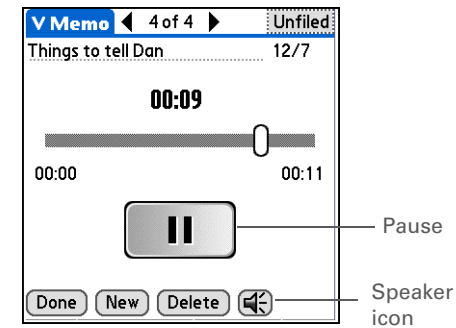 V Memo 4 of 4 Unfiled
Things to tell Dan 12/7
00:09
00:00 00:11
Pause
Done New Delete
Speaker
icon